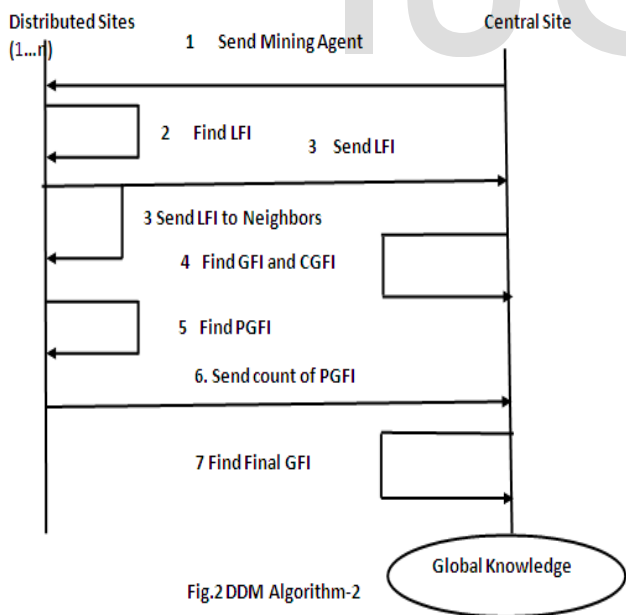 Distributed Sites
(1...n)
Central Site
1 Send Mining Agent
2 Find LFI
3 Send LFI
3 Send LFI to Neighbors
4 Find GFI and CGFI
5 Find PGFI
6. Send count of PGFI
7 Find Final GFI
Global Knowledge
Fig.2 DDM Algorithm-2